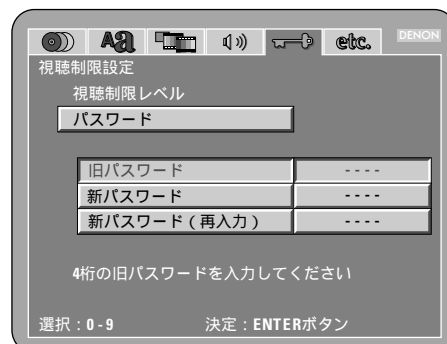 Aa etc. DENON
視聴制限設定
視聴制限レベル
パスワード
旧パスワード ----
新パスワード ----
新パスワード(再入力) ----
4桁の旧パスワードを入力してください
選択:0-9 決定:ENTERボタン